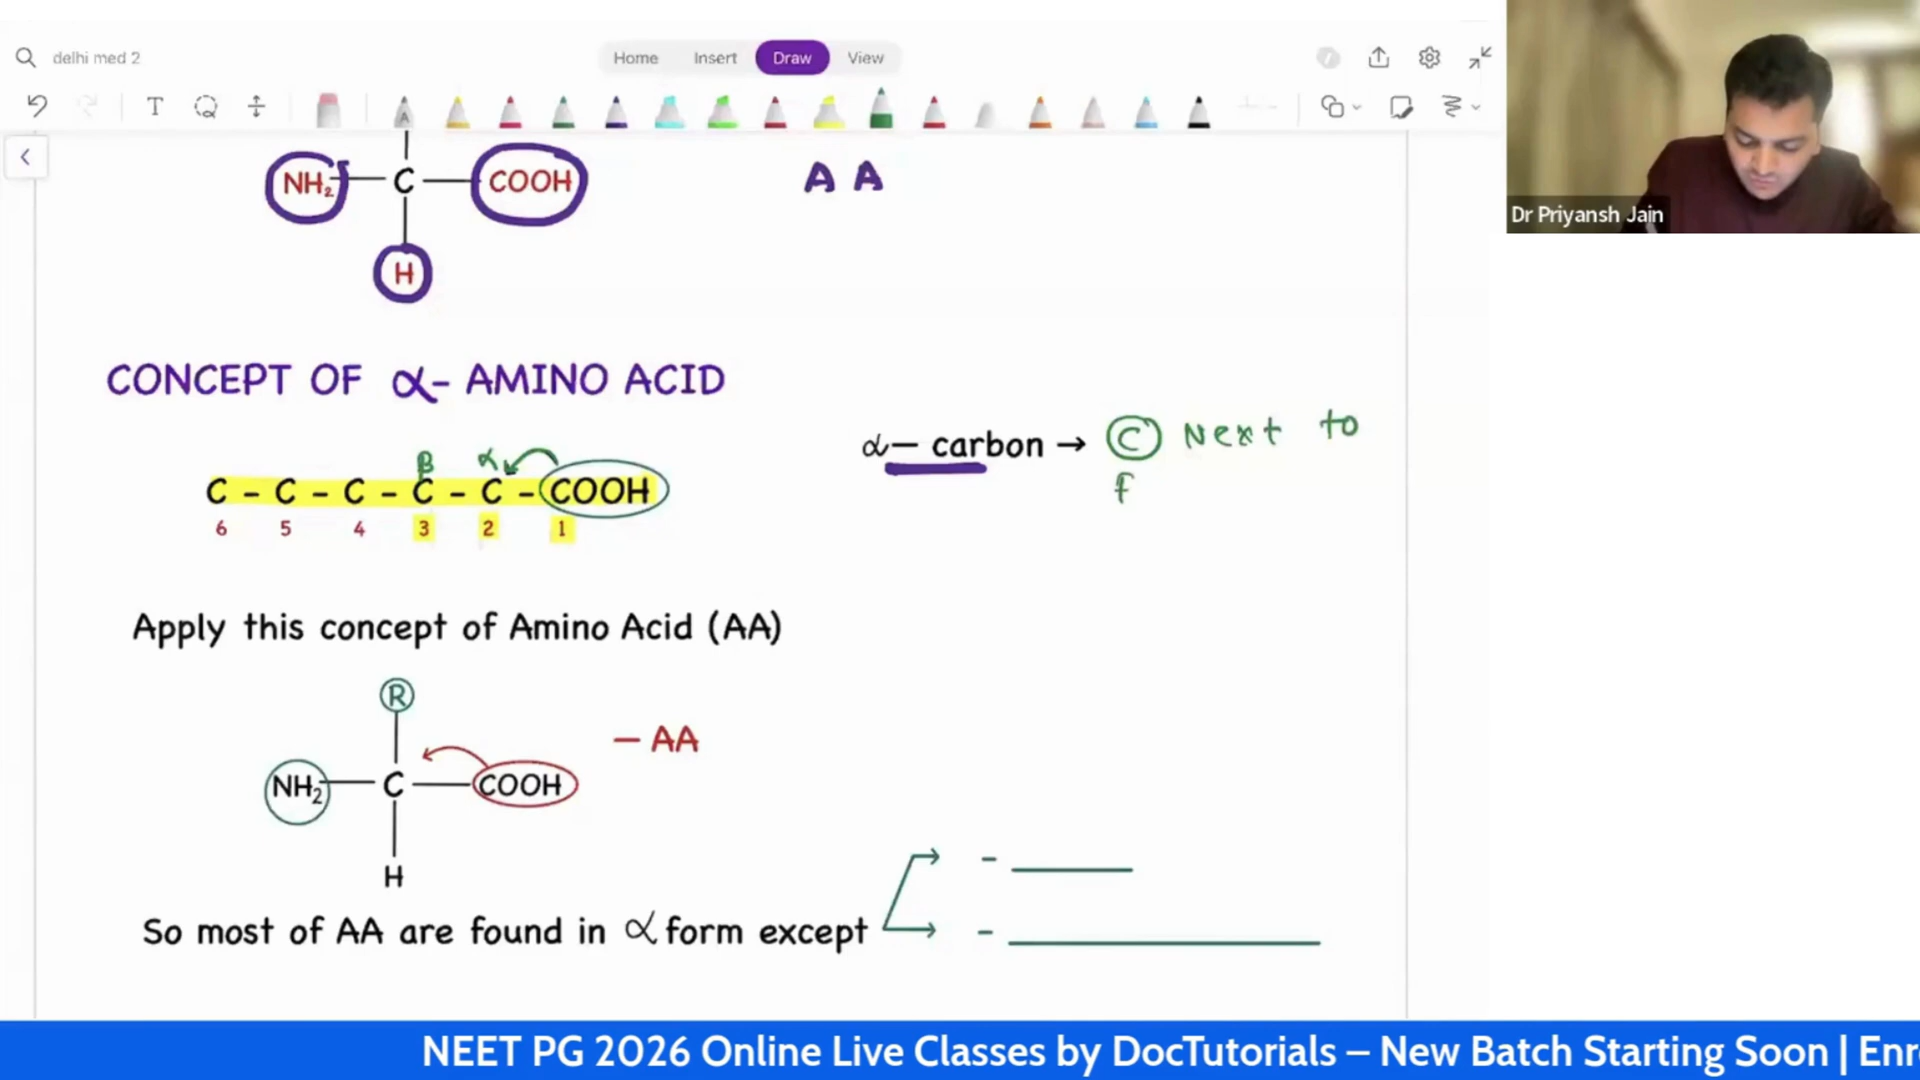 delhi med 2
Home Insert Draw View
T
A
NH₂ C COOH
A A
H
Dr Priyansh Jain
CONCEPT OF α- AMINO ACID
α- carbon → C Next to
f
β α
C - C - C - C - C - COOH
6 5 4 3 2 1
Apply this concept of Amino Acid (AA)
R
- AA
NH₂ C COOH
H
So most of AA are found in α form except
NEET PG 2026 Online Live Classes by DocTutorials – New Batch Starting Soon | Enr